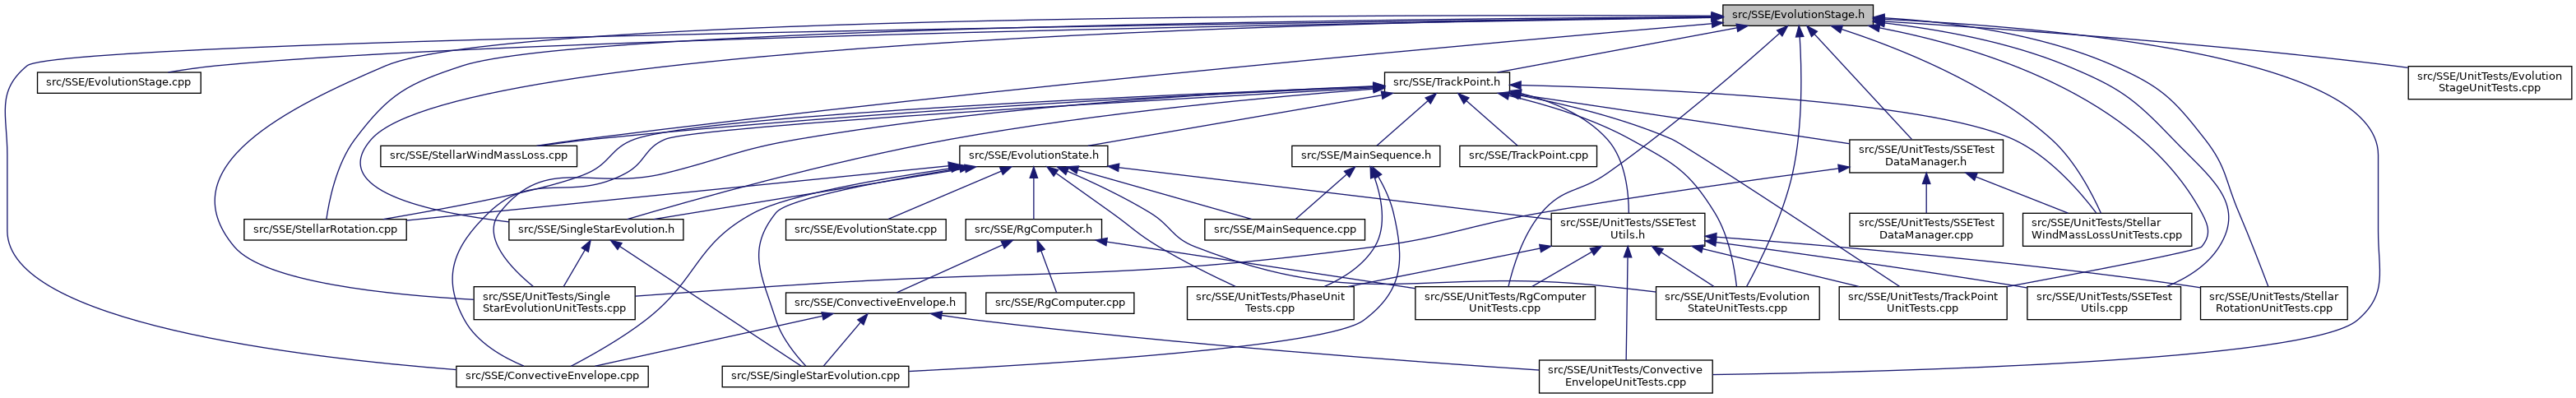 src/SSE/EvolutionStage.h
src/SSE/EvolutionStage.cpp
src/SSE/TrackPoint.h
src/SSE/UnitTests/Evolution
StageUnitTests.cpp
src/SSE/StellarWindMassLoss.cpp
src/SSE/EvolutionState.h
src/SSE/MainSequence.h
src/SSE/TrackPoint.cpp
src/SSE/UnitTests/SSETest
DataManager.h
src/SSE/StellarRotation.cpp
src/SSE/SingleStarEvolution.h
src/SSE/EvolutionState.cpp
src/SSE/RgComputer.h
src/SSE/MainSequence.cpp
src/SSE/UnitTests/SSETest
Utils.h
src/SSE/UnitTests/SSETest
DataManager.cpp
src/SSE/UnitTests/Stellar
WindMassLossUnitTests.cpp
src/SSE/UnitTests/Single
StarEvolutionUnitTests.cpp
src/SSE/ConvectiveEnvelope.h
src/SSE/RgComputer.cpp
src/SSE/UnitTests/PhaseUnit
Tests.cpp
src/SSE/UnitTests/RgComputer
UnitTests.cpp
src/SSE/UnitTests/Evolution
StateUnitTests.cpp
src/SSE/UnitTests/TrackPoint
UnitTests.cpp
src/SSE/UnitTests/SSETest
Utils.cpp
src/SSE/UnitTests/Stellar
RotationUnitTests.cpp
src/SSE/ConvectiveEnvelope.cpp
src/SSE/SingleStarEvolution.cpp
src/SSE/UnitTests/Convective
EnvelopeUnitTests.cpp